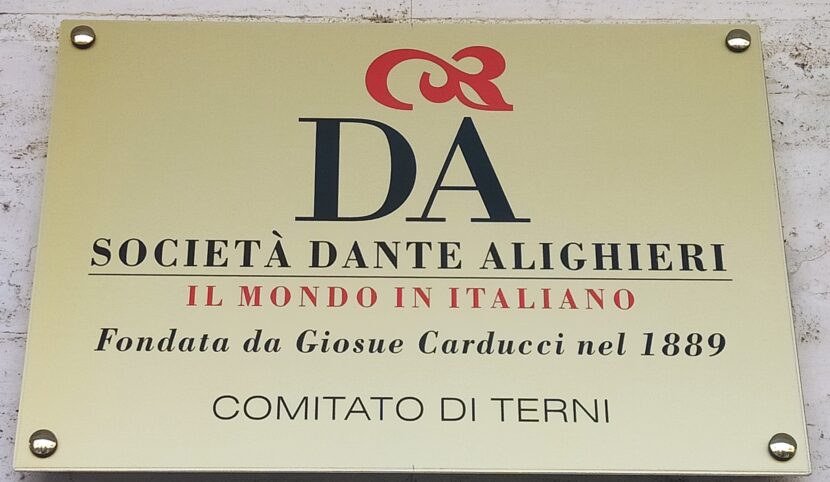 DA
SOCIETÀ DANTE ALIGHIERI
IL MONDO IN ITALIANO
Fondata da Giosue Carducci nel 1889
COMITATO DI TERNI